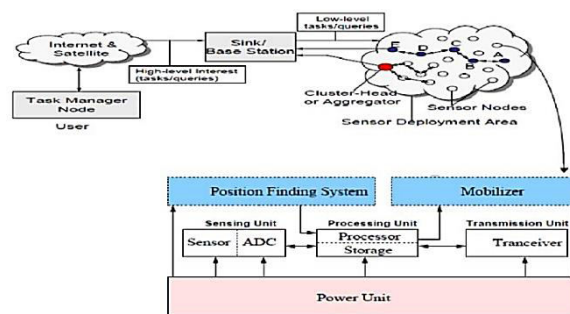 Low-level
tasks/queries
Internet &
Satellite
Sink/
Base Station
F
D
C
A
B
High-level Interest
(tasks/queries)
Cluster-Head
or Aggregator
Sensor Nodes
Sensor Deployment Area
Task Manager
Node
User
Position Finding System
Mobilizer
Sensing Unit
Processing Unit
Transmission Unit
Sensor
ADC
Processor
Storage
Tranceiver
Power Unit